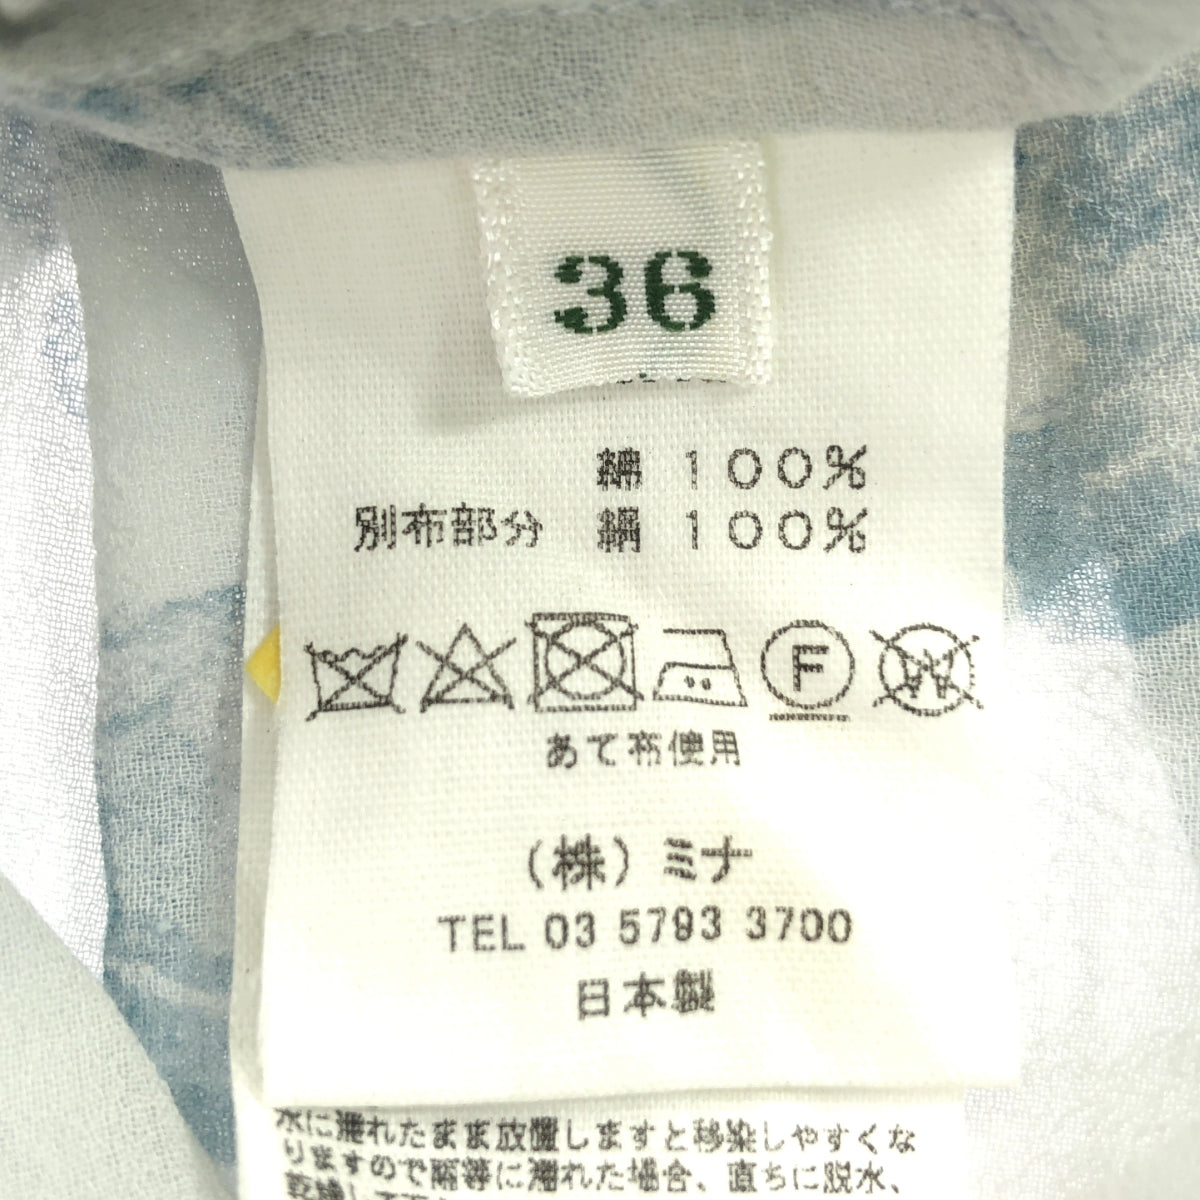 36
綿 100%
別布部分 絹 100%
F
W
あて布使用
(株)ミナ
TEL 03 5793 3700
日本製
水に濡れたまま放置しますと移染しやすくな
りますので雨等に濡れた場合、直ちに脱水、